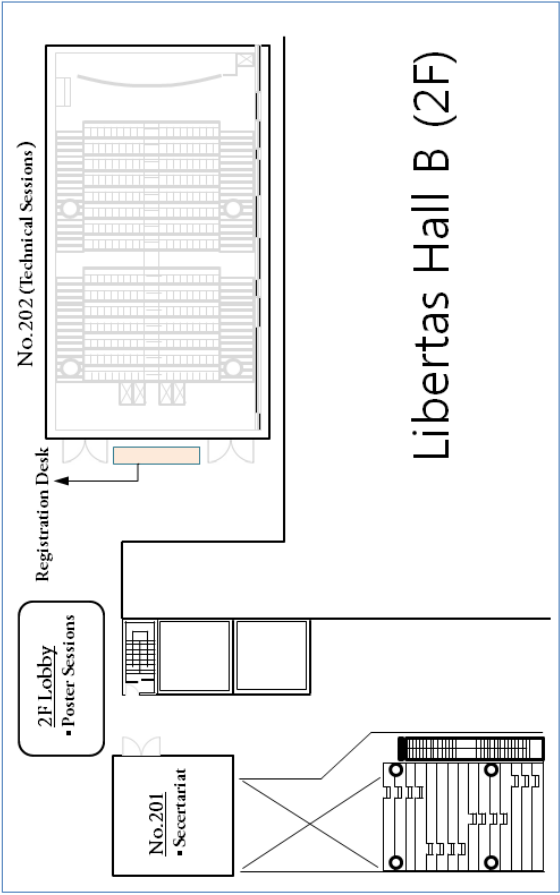 Libertas Hall B (2F)
No.202 (Technical Sessions)
Registration Desk
2F Lobby
▪ Poster Sessions
No.201
▪ Secertariat